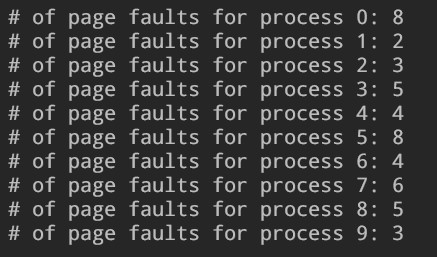 # of page faults for process 0: 8
# of page faults for process 1: 2
# of page faults for process 2: 3
# of page faults for process 3: 5
# of page faults for process 4: 4
# of page faults for process 5: 8
# of page faults for process 6: 4
# of page faults for process 7: 6
# of page faults for process 8: 5
# of page faults for process 9: 3